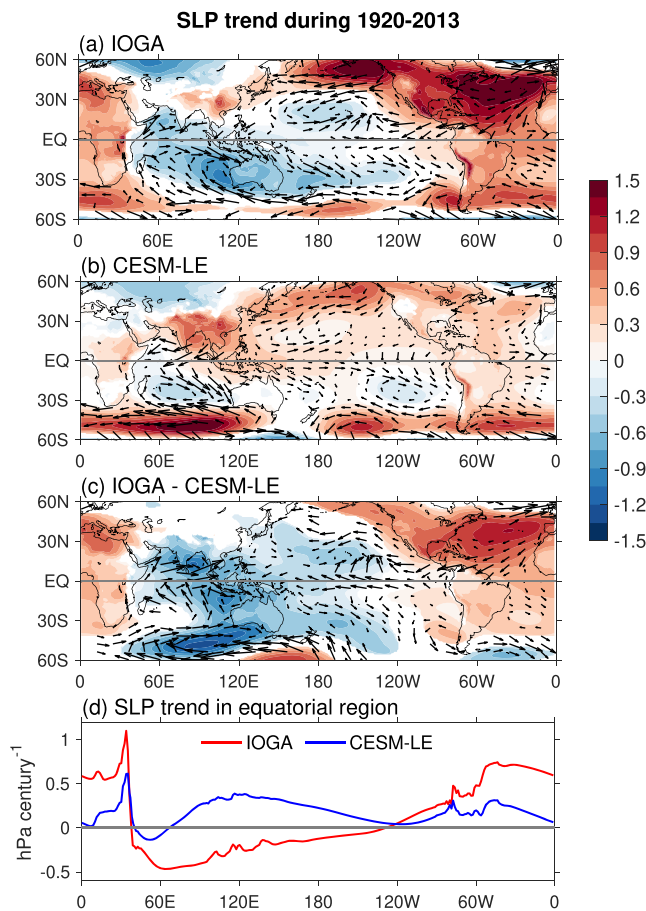 SLP trend during 1920-2013
(a) IOGA
60N
30N
EQ
30S
60S
0 60E 120E 180 120W 60W 0
(b) CESM-LE
60N
30N
EQ
30S
60S
0 60E 120E 180 120W 60W 0
(c) IOGA - CESM-LE
60N
30N
EQ
30S
60S
0 60E 120E 180 120W 60W 0
1.5
1.2
0.9
0.6
0.3
0
-0.3
-0.6
-0.9
-1.2
-1.5
(d) SLP trend in equatorial region
hPa century⁻¹
1
0.5
0
-0.5
IOGA CESM-LE
0 60E 120E 180 120W 60W 0